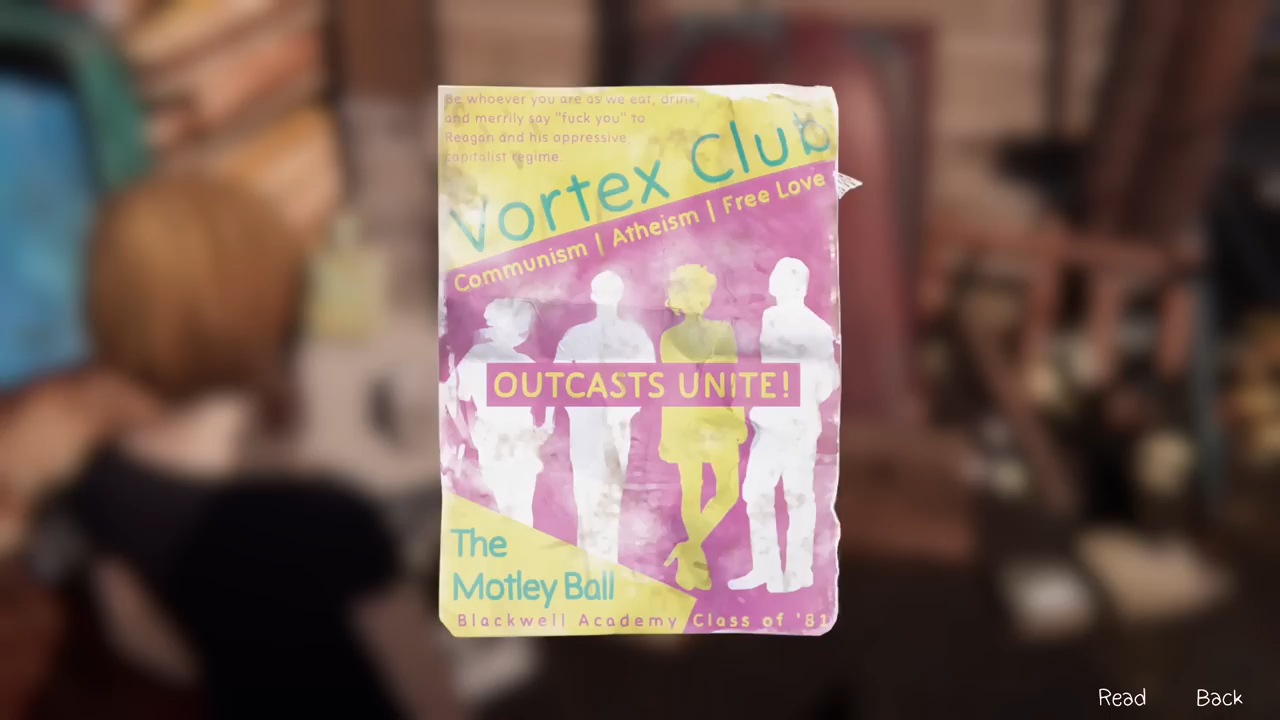 Be whoever you are as we eat, drink,
and merrily say "fuck you" to
Reagan and his oppressive
capitalist regime.
Vortex Club
Communism | Atheism | Free Love
OUTCASTS UNITE!
The
Motley Ball
Blackwell Academy Class of '81
Read Back